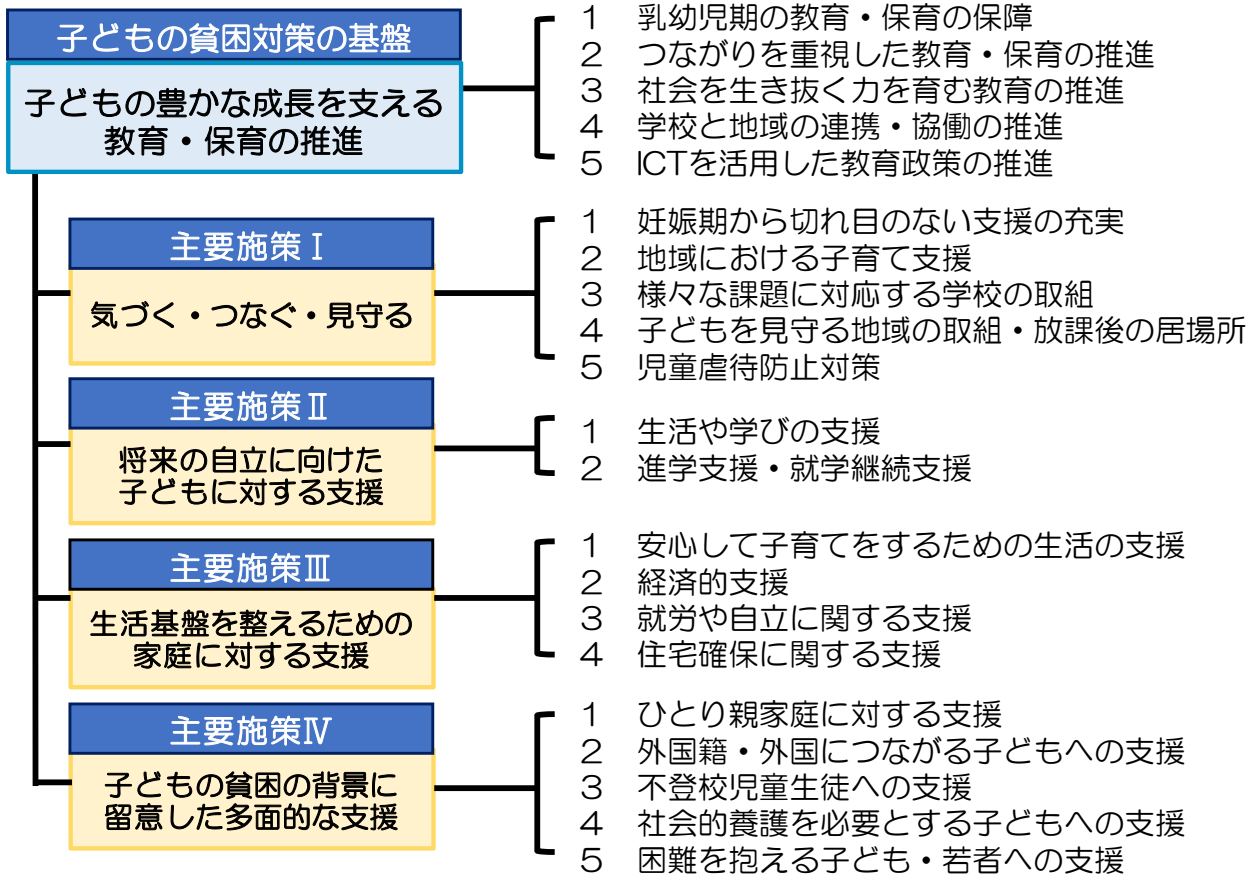 子どもの貧困対策の基盤
子どもの豊かな成長を支える
教育・保育の推進
1 乳幼児期の教育・保育の保障
2 つながりを重視した教育・保育の推進
3 社会を生き抜く力を育む教育の推進
4 学校と地域の連携・協働の推進
5 ICTを活用した教育政策の推進
主要施策Ⅰ
気づく・つなぐ・見守る
1 妊娠期から切れ目のない支援の充実
2 地域における子育て支援
3 様々な課題に対応する学校の取組
4 子どもを見守る地域の取組・放課後の居場所
5 児童虐待防止対策
主要施策Ⅱ
将来の自立に向けた
子どもに対する支援
1 生活や学びの支援
2 進学支援・就学継続支援
主要施策Ⅲ
生活基盤を整えるための
家庭に対する支援
1 安心して子育てをするための生活の支援
2 経済的支援
3 就労や自立に関する支援
4 住宅確保に関する支援
主要施策Ⅳ
子どもの貧困の背景に
留意した多面的な支援
1 ひとり親家庭に対する支援
2 外国籍・外国につながる子どもへの支援
3 不登校児童生徒への支援
4 社会的養護を必要とする子どもへの支援
5 困難を抱える子ども・若者への支援